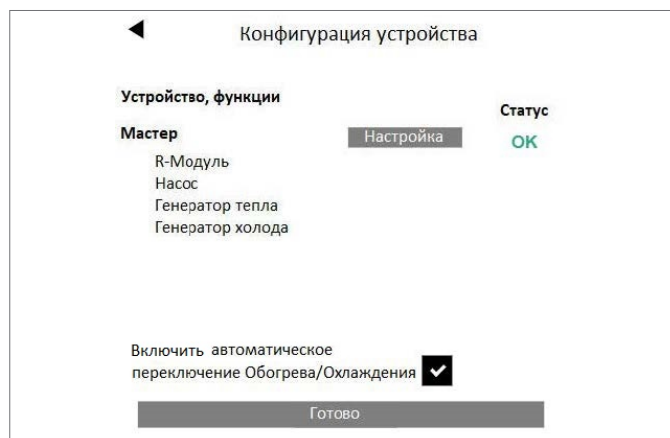 Конфигурация устройства
Устройство, функции
Статус
Мастер
Настройка
OK
R-Модуль
Насос
Генератор тепла
Генератор холода
Включить автоматическое
переключение Обогрева/Охлаждения
Готово